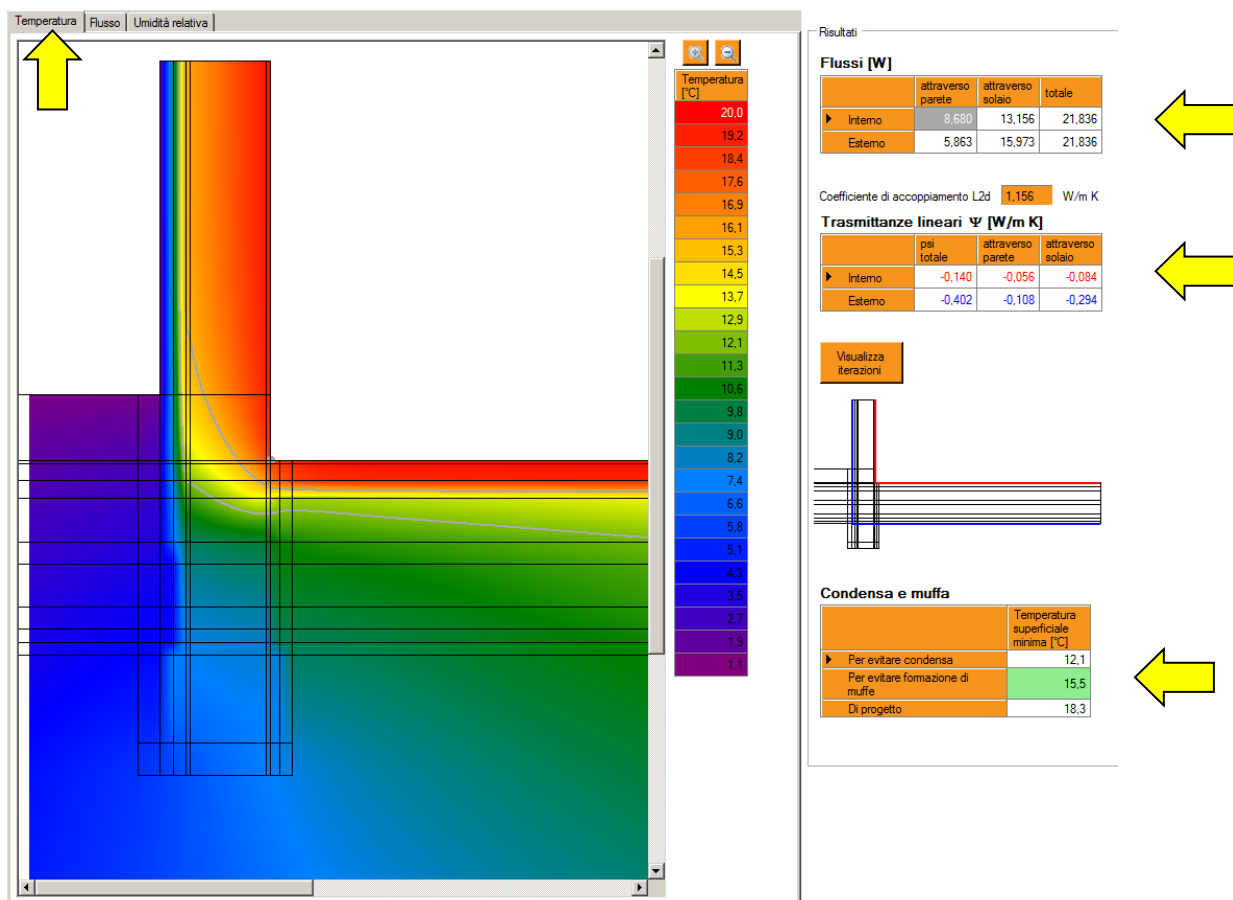 Temperatura Flusso Umidità relativa
Temperatura
[°C]
20,0
19,2
18,4
17,6
16,9
16,1
15,3
14,5
13,7
12,9
12,1
11,3
10,6
9,8
9,0
8,2
7,4
6,6
5,8
5,1
4,3
3,5
2,7
1,9
1,1
Risultati
Flussi [W]
attraverso parete attraverso solaio totale
Interno 8,680 13,156 21,836
Esterno 5,863 15,973 21,836
Coefficiente di accoppiamento L2d 1,156 W/m K
Trasmittanze lineari Ψ [W/m K]
psi totale attraverso parete attraverso solaio
Interno -0,140 -0,056 -0,084
Esterno -0,402 -0,108 -0,294
Visualizza
iterazioni
Condensa e muffa
Temperatura
superficiale
minima [°C]
Per evitare condensa 12,1
Per evitare formazione di muffe 15,5
Di progetto 18,3